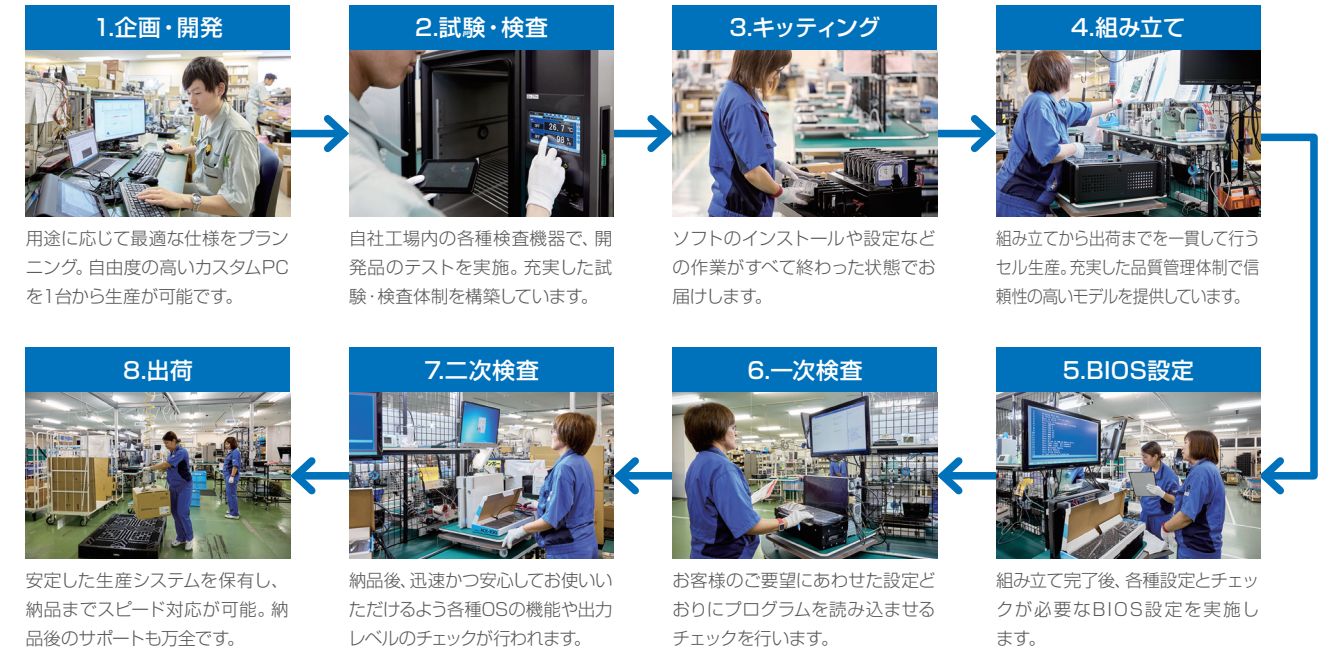 1.企画・開発
用途に応じて最適な仕様をプラン
ニング。自由度の高いカスタムPC
を1台から生産が可能です。
2.試験・検査
26.7 ℃
98
自社工場内の各種検査機器で、開
発品のテストを実施。充実した試
験・検査体制を構築しています。
3.キッティング
ソフトのインストールや設定など
の作業がすべて終わった状態でお
届けします。
4.組み立て
組み立てから出荷までを一貫して行う
セル生産。充実した品質管理体制で信
頼性の高いモデルを提供しています。
5.BIOS設定
組み立て完了後、各種設定とチェッ
クが必要なBIOS設定を実施し
ます。
6.一次検査
お客様のご要望にあわせた設定ど
おりにプログラムを読み込ませる
チェックを行います。
7.二次検査
納品後、迅速かつ安心してお使いい
ただけるよう各種OSの機能や出力
レベルのチェックが行われます。
8.出荷
安定した生産システムを保有し、
納品までスピード対応が可能。納
品後のサポートも万全です。